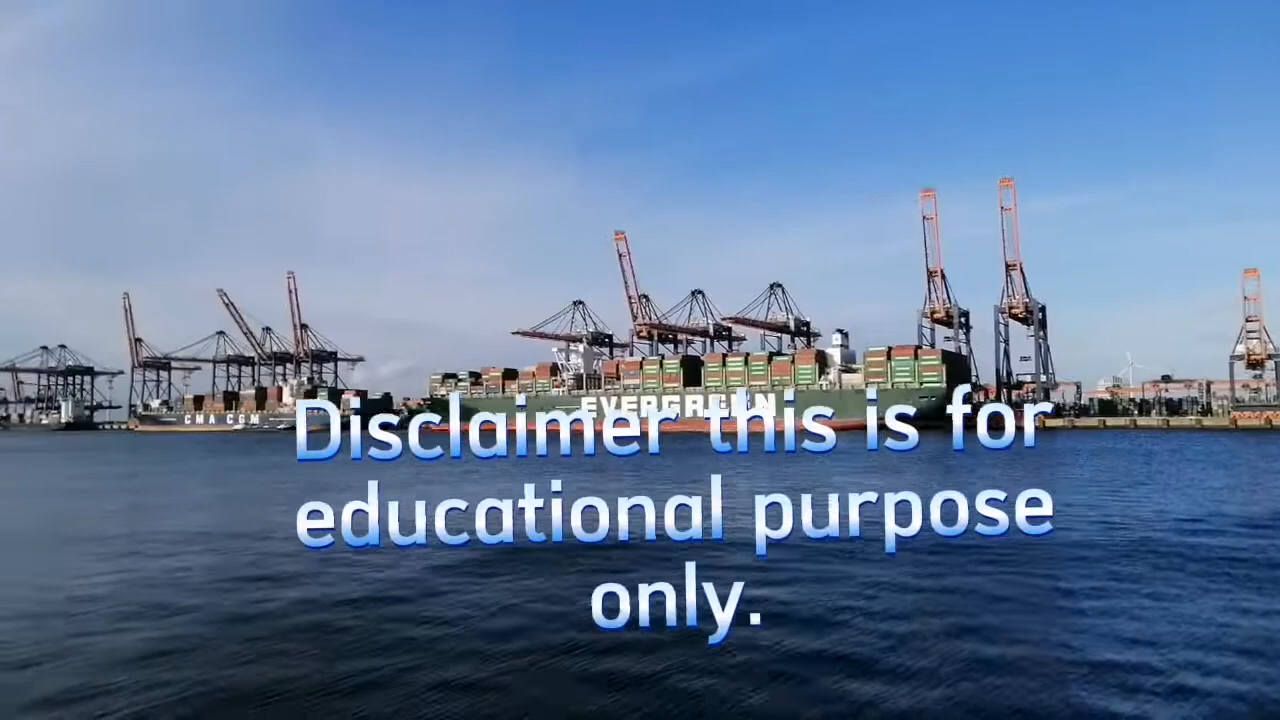 CMA CGM
EVERGREEN
Disclaimer this is for
educational purpose
only.